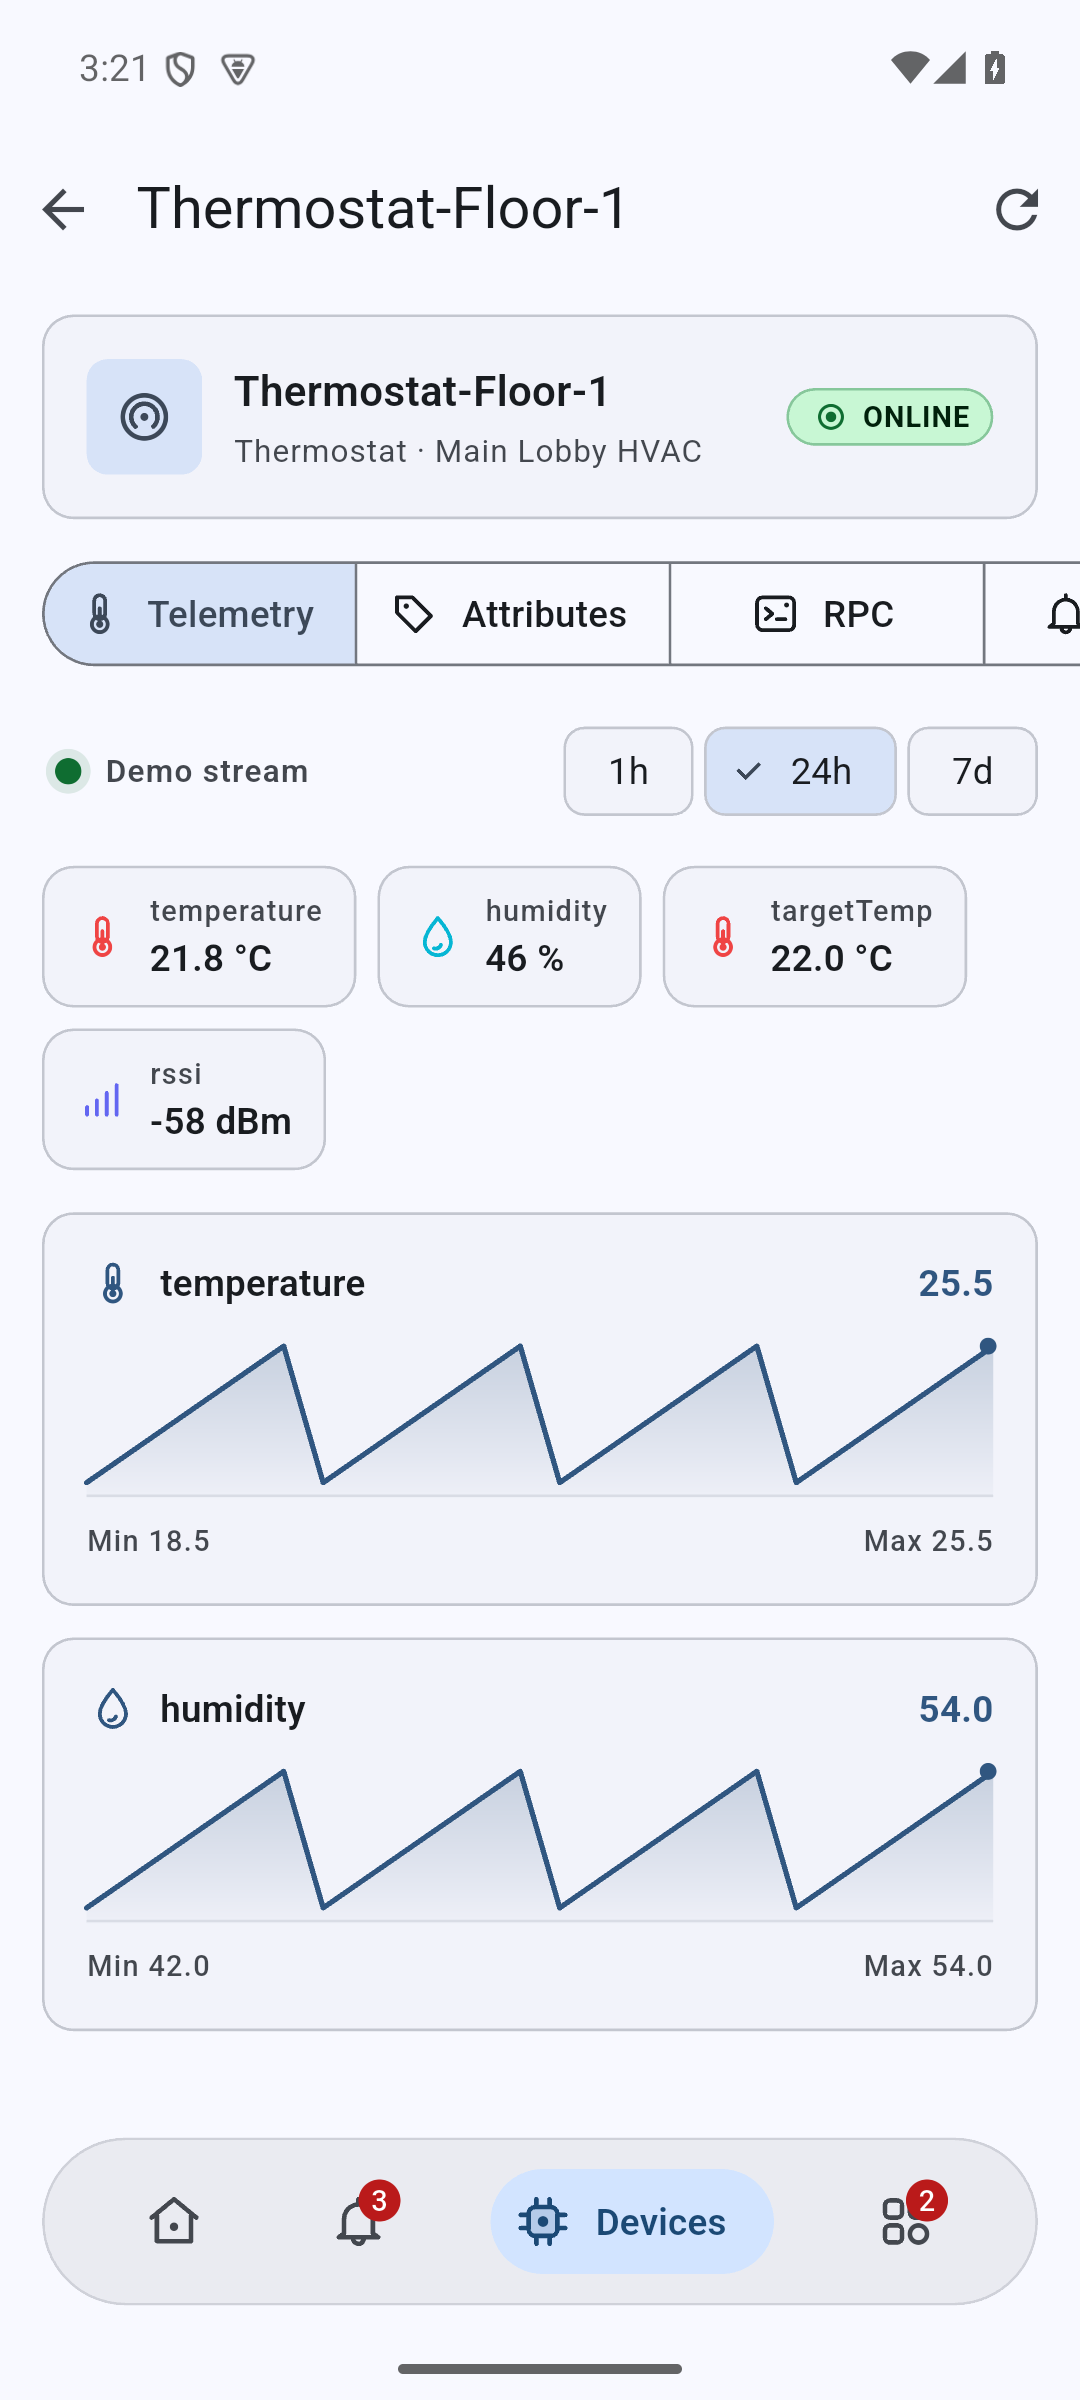 3:21
Thermostat-Floor-1
Thermostat-Floor-1
Thermostat · Main Lobby HVAC
ONLINE
Telemetry
Attributes
RPC
Demo stream
1h
24h
7d
temperature
21.8 °C
humidity
46 %
targetTemp
22.0 °C
rssi
-58 dBm
temperature
25.5
Min 18.5
Max 25.5
humidity
54.0
Min 42.0
Max 54.0
3
Devices
2